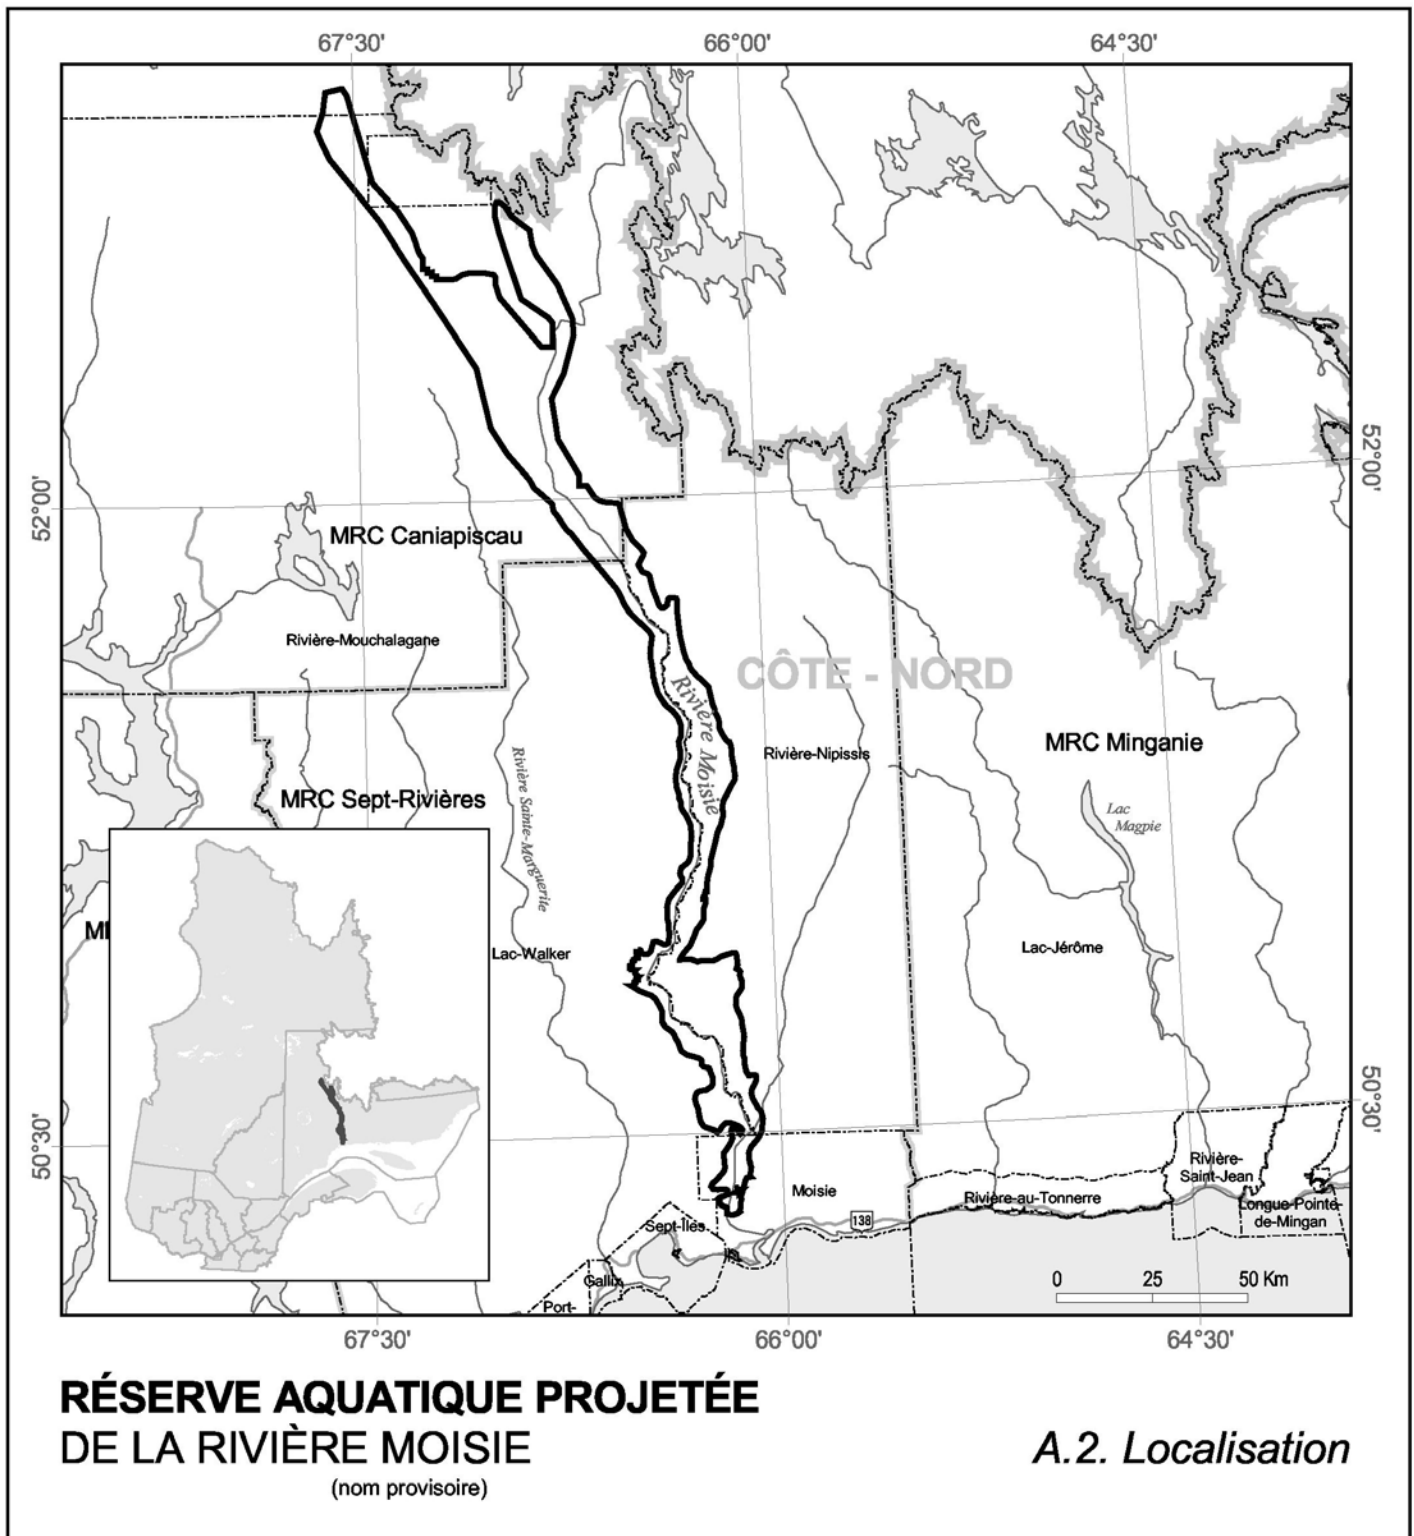 67°30'
66°00'
64°30'
52°00'
52°00'
MRC Caniapiscau
Rivière-Mouchalagane
CÔTE - NORD
Rivière Moisie
MRC Minganie
Rivière-Nipissis
Rivière Sainte-Marguerite
MRC Sept-Rivières
Lac
Magpie
Lac-Walker
Lac-Jérôme
50°30'
50°30'
Rivière-
Saint-Jean
Moisie
Rivière-au-Tonnerre
Longue-Pointe-
de-Mingan
138
Sept-Îles
Gallix
Port-
0 25 50 Km
67°30'
66°00'
64°30'
RÉSERVE AQUATIQUE PROJETÉE
DE LA RIVIÈRE MOISIE
(nom provisoire)
A.2. Localisation